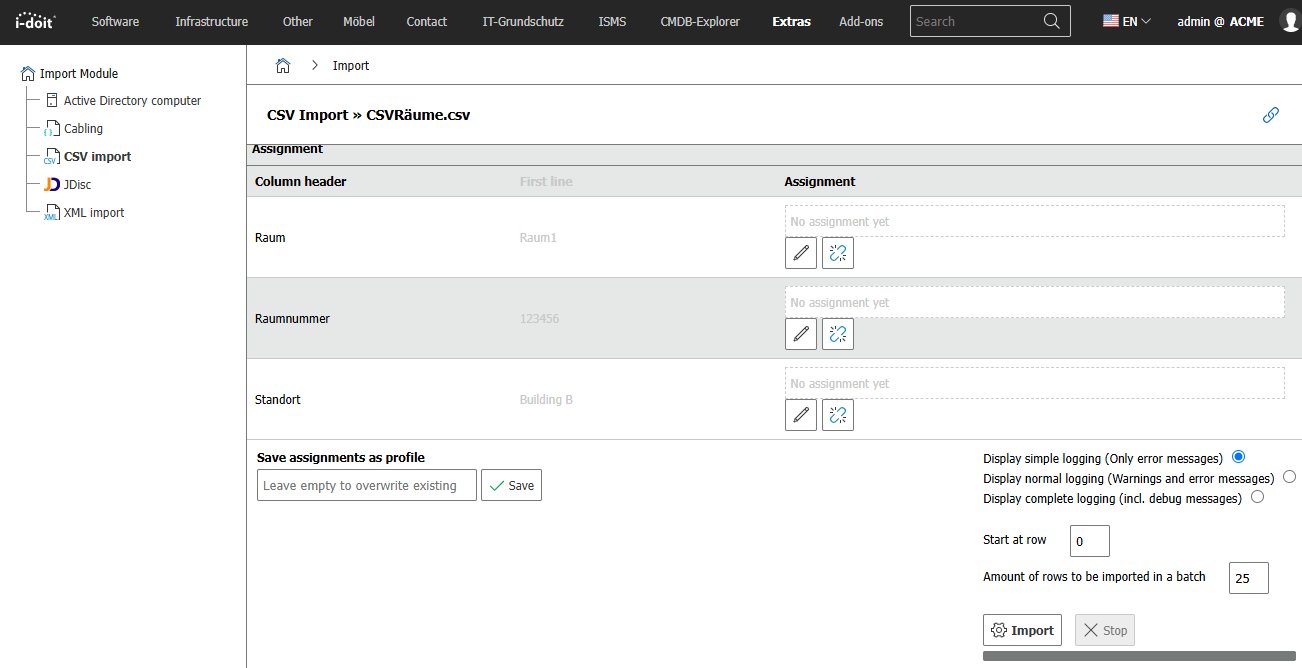 i-doit Software Infrastructure Other Möbel Contact IT-Grundschutz ISMS CMDB-Explorer Extras Add-ons Search EN admin @ ACME
Import Module
Active Directory computer
Cabling
CSV CSV import
JDisc
XML XML import
Import
CSV Import » CSVRäume.csv
Assignment
Column header First line Assignment
Raum Raum1 No assignment yet
Raumnummer 123456 No assignment yet
Standort Building B No assignment yet
Save assignments as profile
Leave empty to overwrite existing Save
Display simple logging (Only error messages)
Display normal logging (Warnings and error messages)
Display complete logging (incl. debug messages)
Start at row 0
Amount of rows to be imported in a batch 25
Import Stop